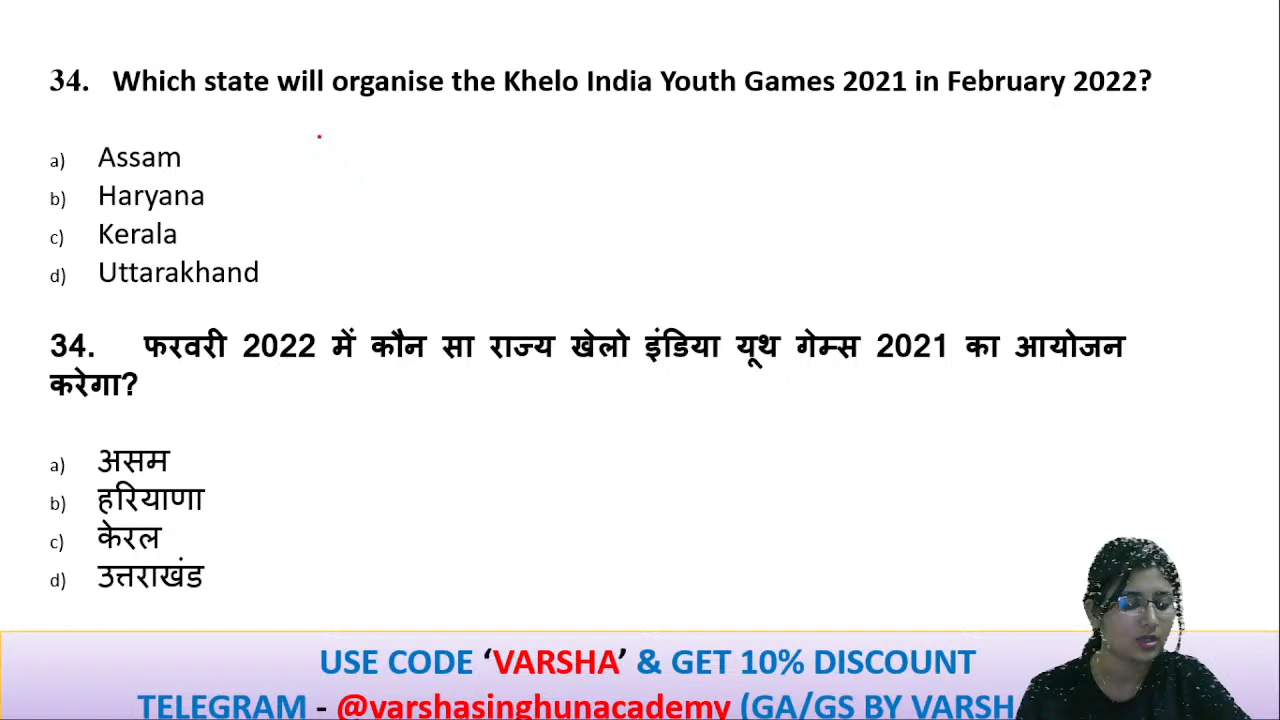 34. Which state will organise the Khelo India Youth Games 2021 in February 2022?
a) Assam
b) Haryana
c) Kerala
d) Uttarakhand
34. फरवरी 2022 में कौन सा राज्य खेलो इंडिया यूथ गेम्स 2021 का आयोजन
करेगा?
a) असम
b) हरियाणा
c) केरल
d) उत्तराखंड
USE CODE ‘VARSHA’ & GET 10% DISCOUNT
TELEGRAM - @varshasinghunacademy (GA/GS BY VARSH